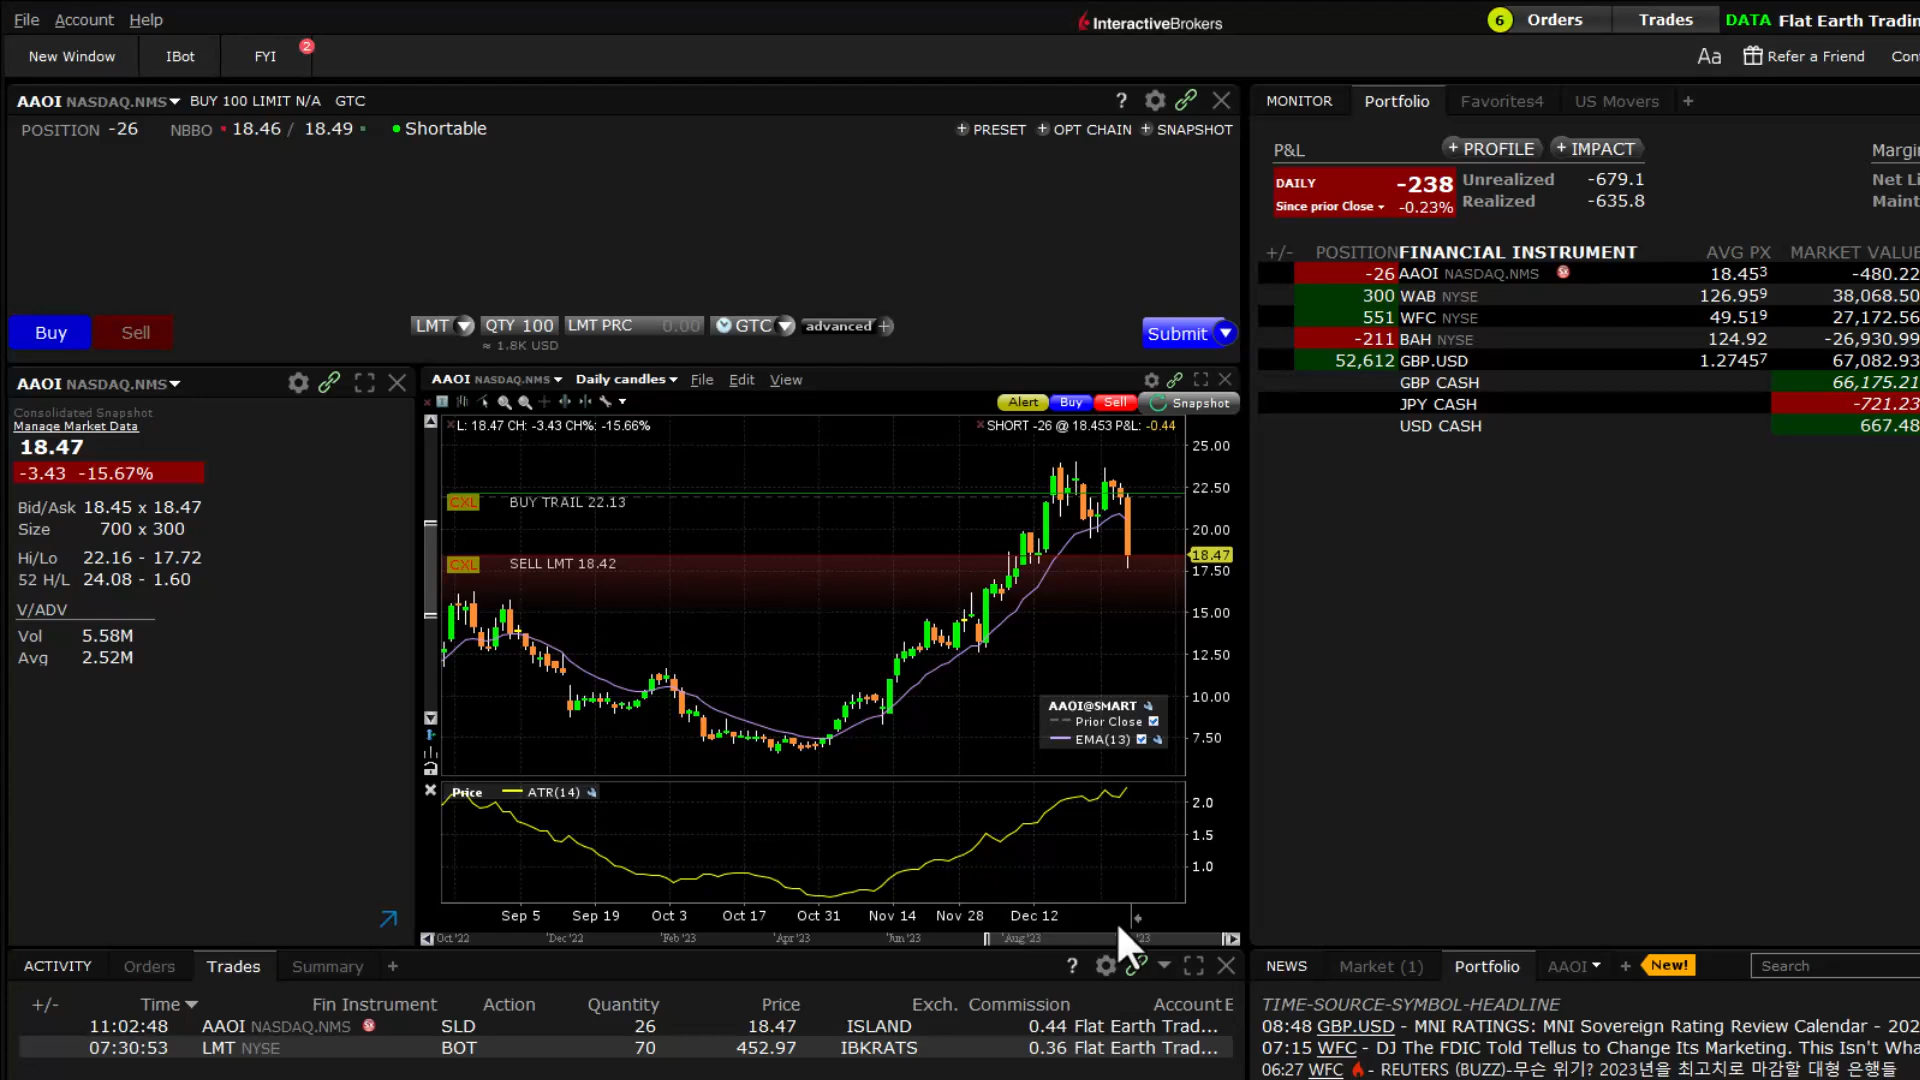 File Account Help
InteractiveBrokers
6 Orders Trades DATA Flat Earth Tradin
New Window IBot FYI 2
Aa Refer a Friend Con
AAOI NASDAQ.NMS BUY 100 LIMIT N/A GTC
?
POSITION -26 NBBO 18.46 / 18.49 Shortable
+ PRESET + OPT CHAIN + SNAPSHOT
Buy Sell LMT QTY 100 LMT PRC 0.00 GTC advanced + Submit
≈ 1.8K USD
AAOI NASDAQ.NMS
Consolidated Snapshot
Manage Market Data
18.47
-3.43 -15.67%
Bid/Ask 18.45 x 18.47
Size 700 x 300
Hi/Lo 22.16 - 17.72
52 H/L 24.08 - 1.60
V/ADV
Vol 5.58M
Avg 2.52M
AAOI NASDAQ.NMS Daily candles File Edit View
Alert Buy Sell Snapshot
L: 18.47 CH: -3.43 CH%: -15.66%
SHORT -26 @ 18.453 P&L: -0.44
25.00
22.50
20.00
18.47
17.50
15.00
12.50
10.00
7.50
CXL BUY TRAIL 22.13
CXL SELL LMT 18.42
AAOI@SMART
Prior Close
EMA(13)
Price ATR(14)
2.0
1.5
1.0
Sep 5 Sep 19 Oct 3 Oct 17 Oct 31 Nov 14 Nov 28 Dec 12
Oct '22 'Dec '22 'Feb '23 'Apr '23 'Jun '23 'Aug '23 '23
MONITOR Portfolio Favorites4 US Movers +
P&L + PROFILE + IMPACT Margin
DAILY -238 Unrealized -679.1 Net Li
Since prior Close -0.23% Realized -635.8 Maint
+/- POSITION FINANCIAL INSTRUMENT AVG PX MARKET VALUE
-26 AAOI NASDAQ.NMS 18.453 -480.22
300 WAB NYSE 126.959 38,068.50
551 WFC NYSE 49.519 27,172.56
-211 BAH NYSE 124.92 -26,930.99
52,612 GBP.USD 1.27457 67,082.93
GBP CASH 66,175.21
JPY CASH -721.23
USD CASH 667.48
ACTIVITY Orders Trades Summary +
?
+/- Time Fin Instrument Action Quantity Price Exch. Commission Account E
11:02:48 AAOI NASDAQ.NMS SLD 26 18.47 ISLAND 0.44 Flat Earth Trad...
07:30:53 LMT NYSE BOT 70 452.97 IBKRATS 0.36 Flat Earth Trad...
NEWS Market (1) Portfolio AAOI + New! Search
TIME-SOURCE-SYMBOL-HEADLINE
08:48 GBP.USD - MNI RATINGS: MNI Sovereign Rating Review Calendar - 202
07:15 WFC - DJ The FDIC Told Tellus to Change Its Marketing. This Isn't Wha
06:27 WFC - REUTERS (BUZZ)-무슨 위기? 2023년을 최고치로 마감할 대형 은행들